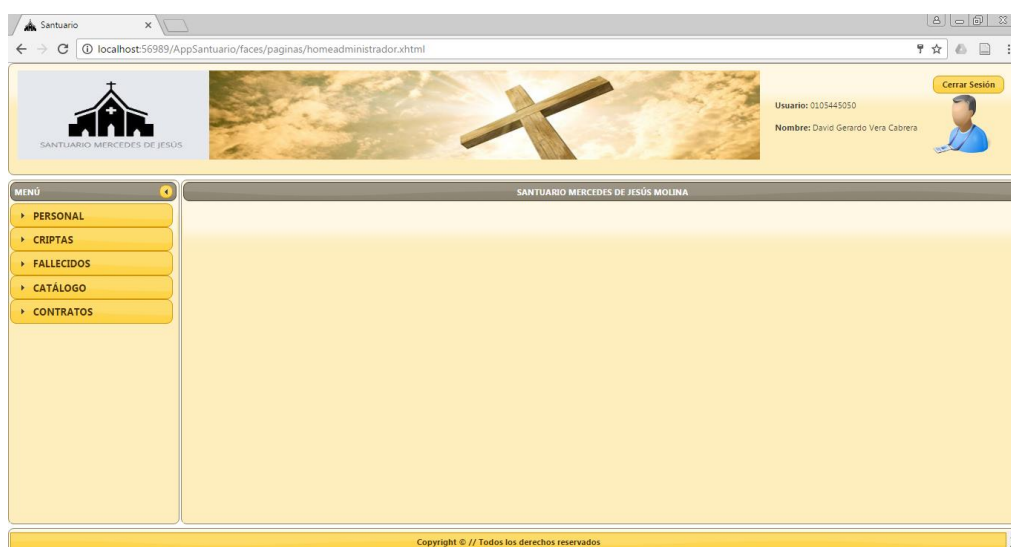 Santuario
localhost:56989/AppSantuario/faces/paginas/homeadministrador.xhtml
SANTUARIO MERCEDES DE JESÚS
Cerrar Sesión
Usuario: 0105445050
Nombre: David Gerardo Vera Cabrera
MENÚ
SANTUARIO MERCEDES DE JESÚS MOLINA
PERSONAL
CRIPTAS
FALLECIDOS
CATÁLOGO
CONTRATOS
Copyright © // Todos los derechos reservados